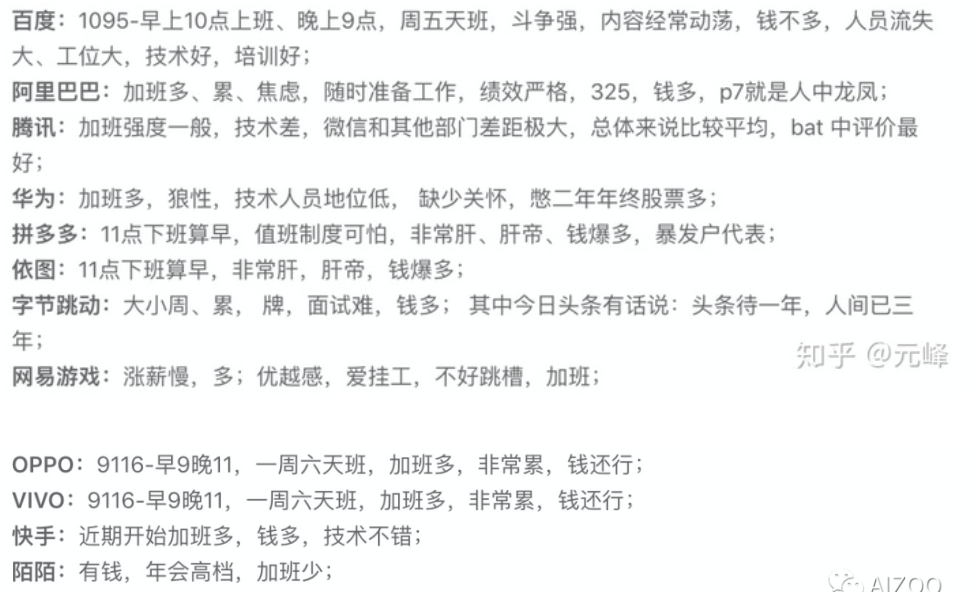 百度：1095-早上10点上班、晚上9点，周五天班，斗争强，内容经常动荡，钱不多，人员流失
大、工位大，技术好，培训好；
阿里巴巴：加班多、累、焦虑，随时准备工作，绩效严格，325，钱多，p7就是人中龙凤；
腾讯：加班强度一般，技术差，微信和其他部门差距极大，总体来说比较平均，bat 中评价最
好；
华为：加班多，狼性，技术人员地位低， 缺少关怀，憋二年年终股票多；
拼多多：11点下班算早，值班制度可怕，非常肝、肝帝、钱爆多，暴发户代表；
依图：11点下班算早，非常肝，肝帝，钱爆多；
字节跳动：大小周、累， 牌，面试难，钱多； 其中今日头条有话说：头条待一年，人间已三
年；
知乎 @元峰
网易游戏：涨薪慢，多；优越感，爱挂工，不好跳槽，加班；
OPPO：9116-早9晚11，一周六天班，加班多，非常累，钱还行；
VIVO：9116-早9晚11，一周六天班，加班多，非常累，钱还行；
快手：近期开始加班多，钱多，技术不错；
陌陌：有钱，年会高档，加班少；
AIZOO